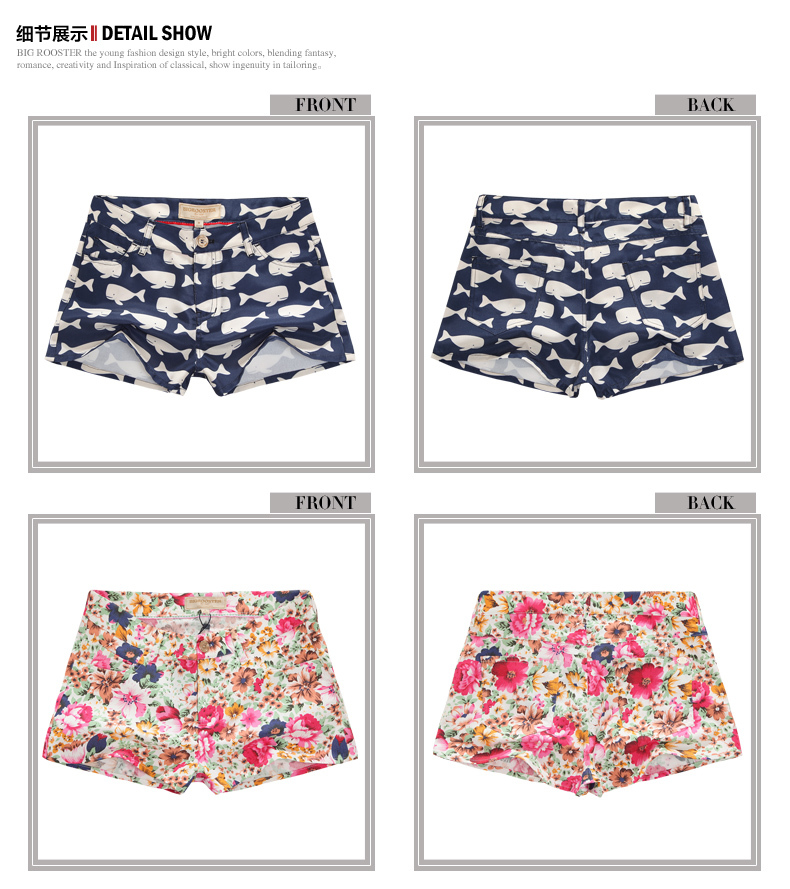 细节展示 DETAIL SHOW
BIG ROOSTER the young fashion design style, bright colors, blending fantasy,
romance, creativity and Inspiration of classical, show ingenuity in tailoring。
FRONT
BACK
FRONT
BACK